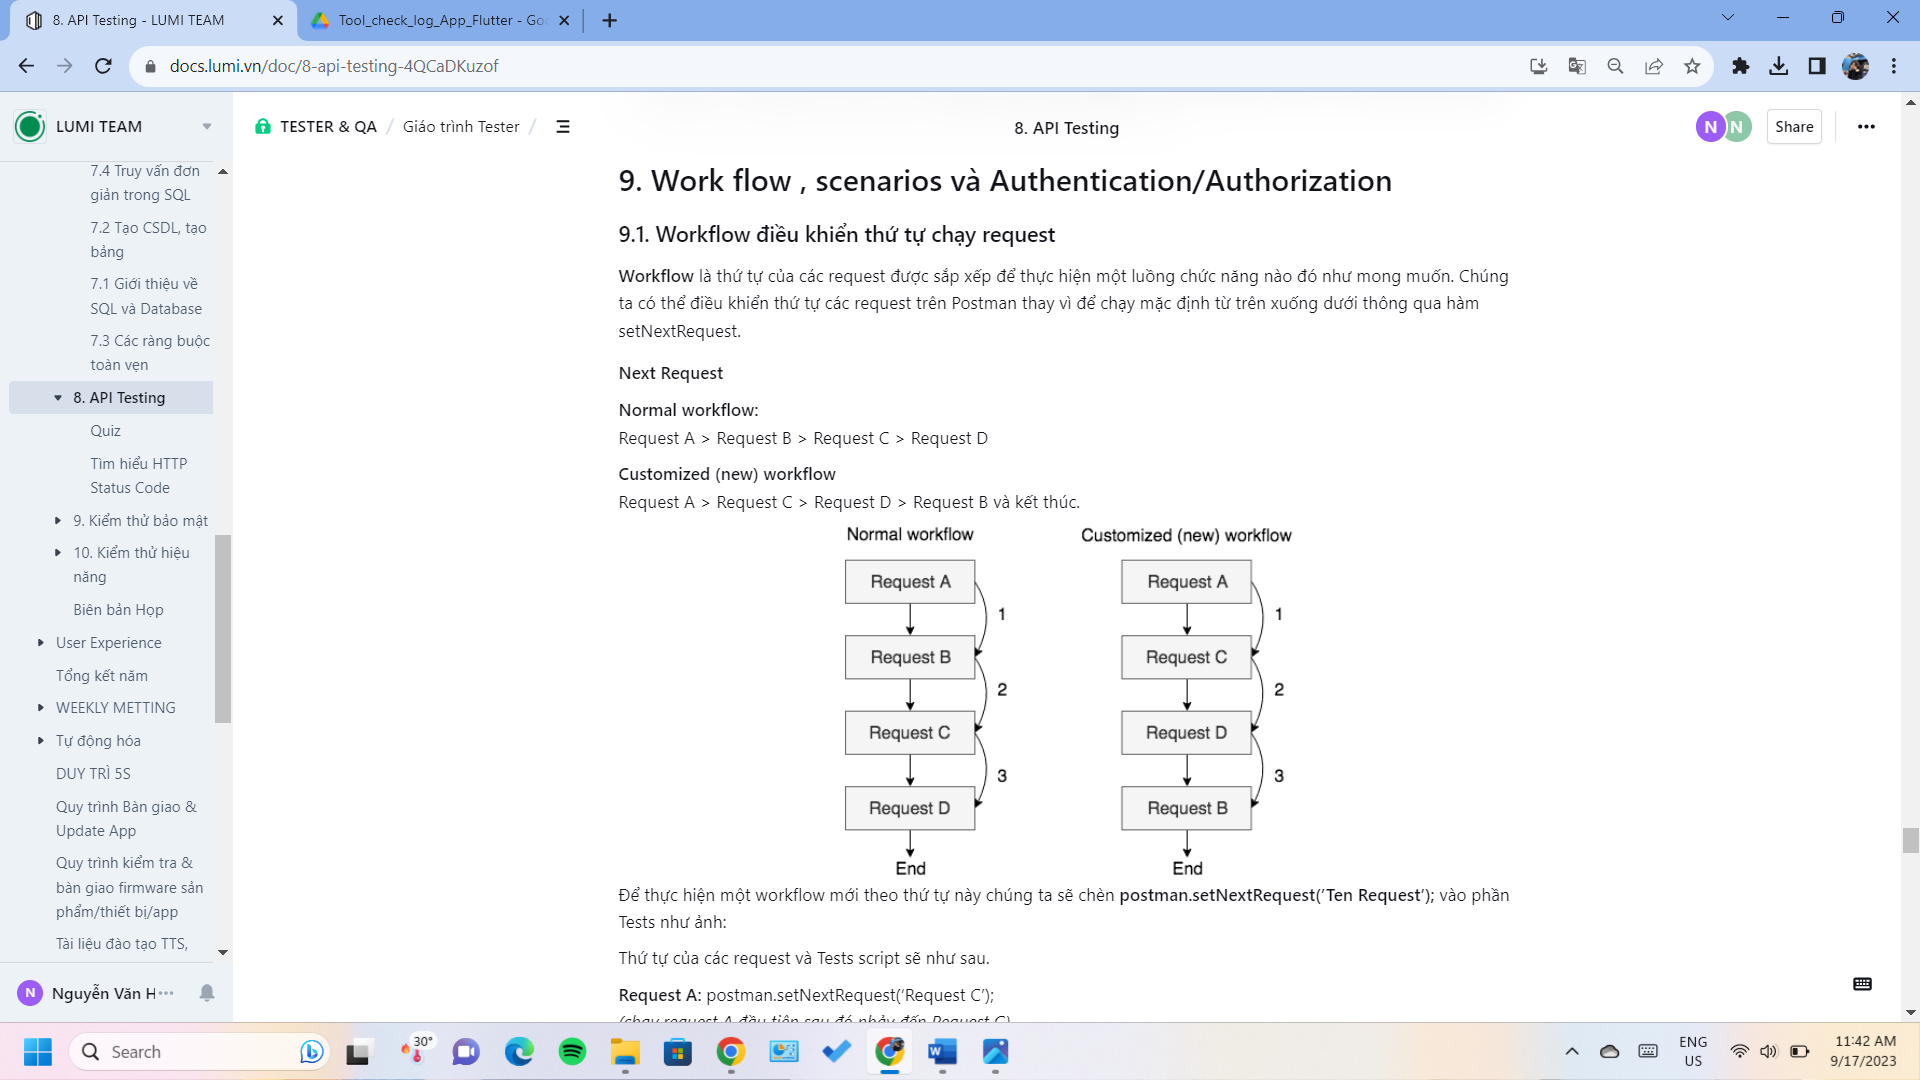 8. API Testing - LUMI TEAM
Tool_check_log_App_Flutter - Goo
docs.lumi.vn/doc/8-api-testing-4QCaDKuzof
LUMI TEAM
TESTER & QA / Giáo trình Tester /
8. API Testing
N
N
Share
7.4 Truy vấn đơn
giản trong SQL
7.2 Tạo CSDL, tạo
bảng
7.1 Giới thiệu về
SQL và Database
7.3 Các ràng buộc
toàn vẹn
8. API Testing
Quiz
Tìm hiểu HTTP
Status Code
9. Kiểm thử bảo mật
10. Kiểm thử hiệu
năng
Biên bản Họp
User Experience
Tổng kết năm
WEEKLY METTING
Tự động hóa
DUY TRÌ 5S
Quy trình Bàn giao &
Update App
Quy trình kiểm tra &
bàn giao firmware sản
phẩm/thiết bị/app
Tài liệu đào tạo TTS,
N
Nguyễn Văn H
9. Work flow , scenarios và Authentication/Authorization
9.1. Workflow điều khiển thứ tự chạy request
Workflow là thứ tự của các request được sắp xếp để thực hiện một luồng chức năng nào đó như mong muốn. Chúng
ta có thể điều khiển thứ tự các request trên Postman thay vì để chạy mặc định từ trên xuống dưới thông qua hàm
setNextRequest.
Next Request
Normal workflow:
Request A > Request B > Request C > Request D
Customized (new) workflow
Request A > Request C > Request D > Request B và kết thúc.
Normal workflow
Request A
1
Request B
2
Request C
3
Request D
End
Customized (new) workflow
Request A
1
Request C
2
Request D
3
Request B
End
Để thực hiện một workflow mới theo thứ tự này chúng ta sẽ chèn postman.setNextRequest(‘Ten Request’); vào phần
Tests như ảnh:
Thứ tự của các request và Tests script sẽ như sau.
Request A: postman.setNextRequest(‘Request C’);
(chạy request A đầu tiên sau đó nhảy đến Request C)
Search
30°
ENG
US
11:42 AM
9/17/2023